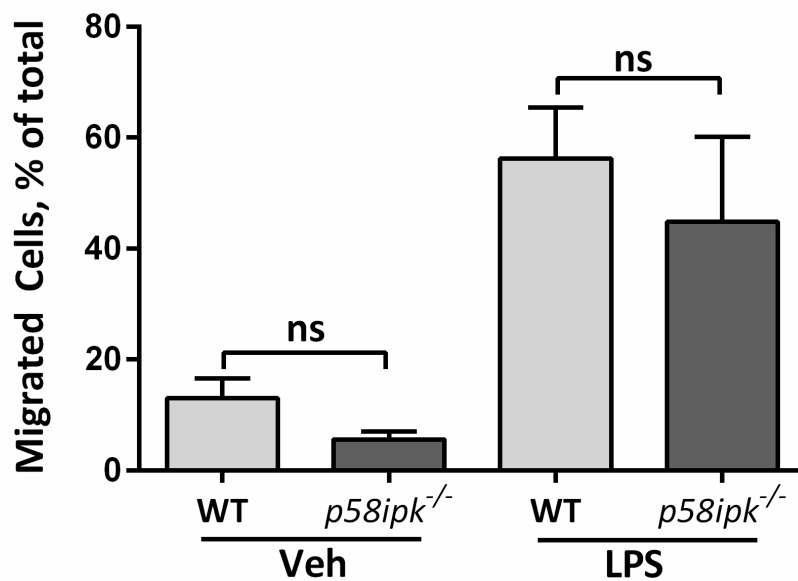 Migrated Cells, % of total
80
60
40
20
0
ns
ns
WT p58ipk-/- WT p58ipk-/-
Veh LPS